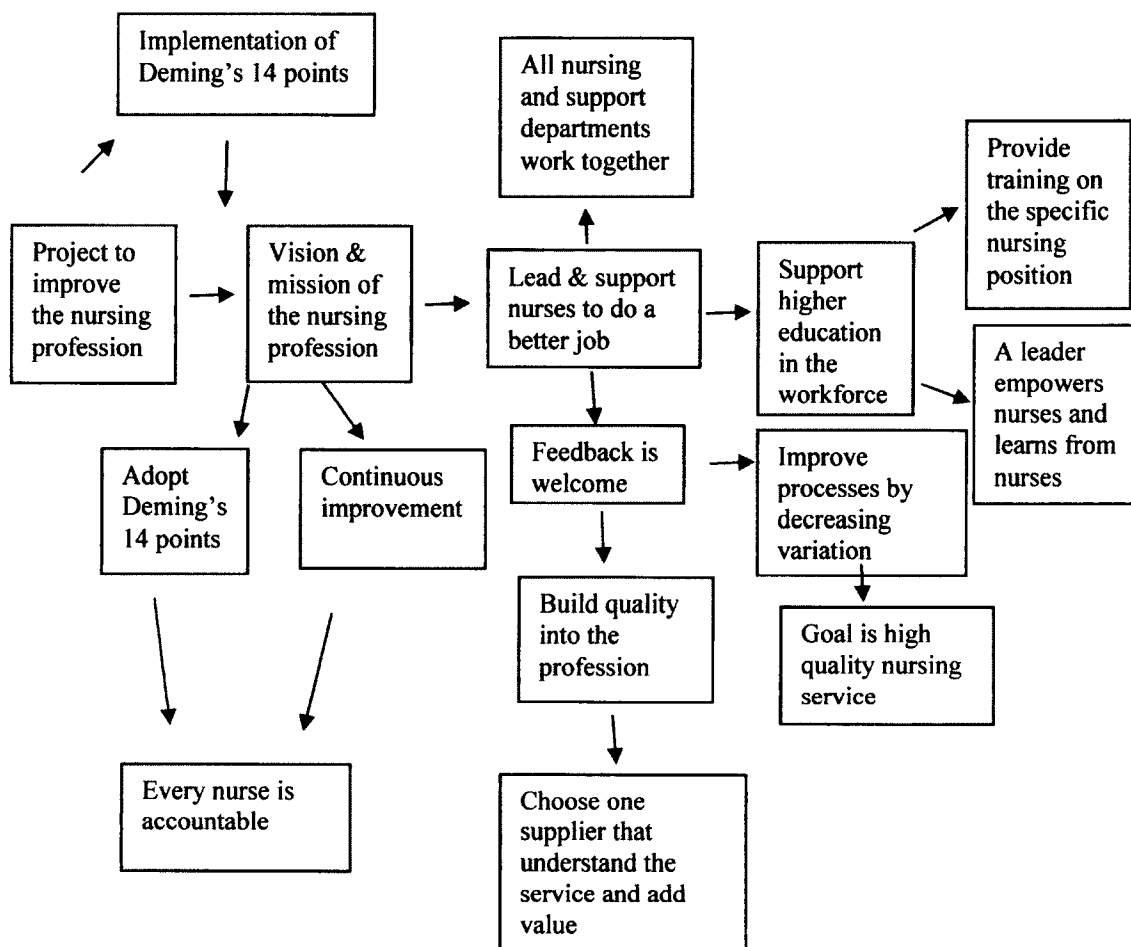 Implementation of
Deming's 14 points
All nursing
and support
departments
work together
Provide
training on
the specific
nursing
position
Project to
improve
the nursing
profession
Vision &
mission of
the nursing
profession
Lead & support
nurses to do a
better job
Support
higher
education
in the
workforce
A leader
empowers
nurses and
learns from
nurses
Adopt
Deming's
14 points
Continuous
improvement
Feedback is
welcome
Improve
processes by
decreasing
variation
Build quality
into the
profession
Goal is high
quality nursing
service
Every nurse is
accountable
Choose one
supplier that
understand the
service and add
value